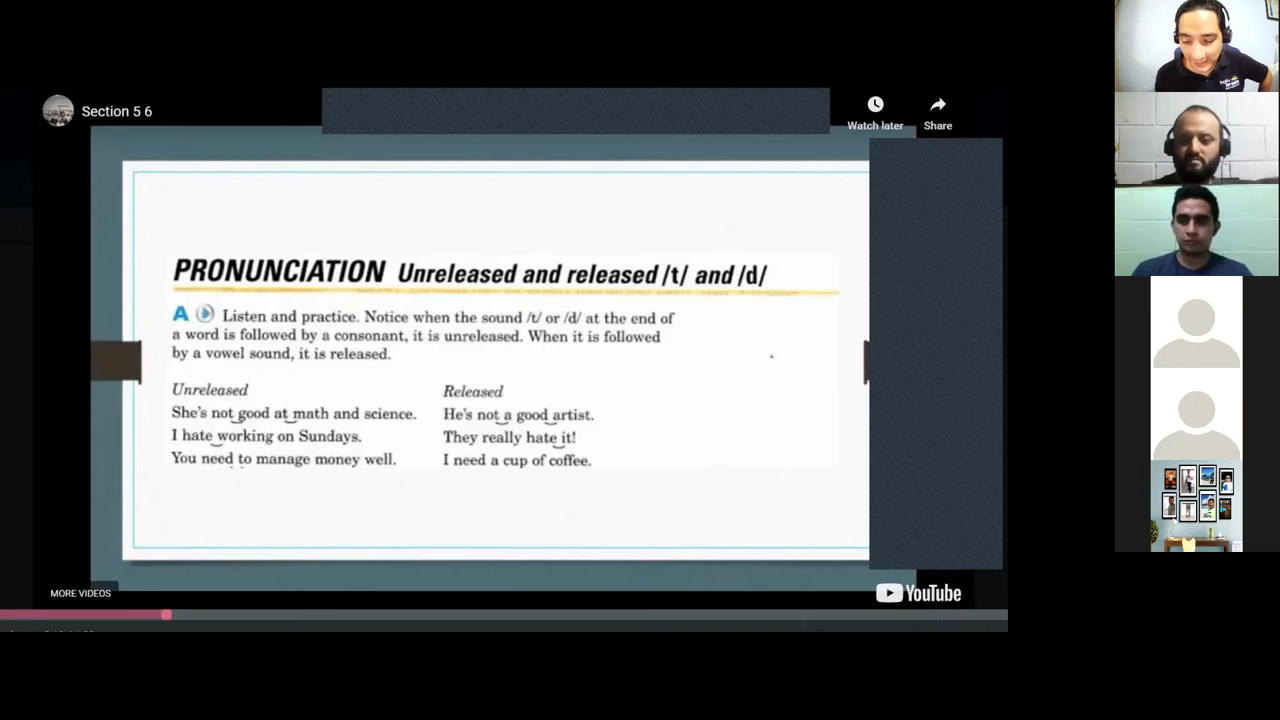 Section 5 6
Watch later
Share
PRONUNCIATION Unreleased and released /t/ and /d/
A Listen and practice. Notice when the sound /t/ or /d/ at the end of
a word is followed by a consonant, it is unreleased. When it is followed
by a vowel sound, it is released.
Unreleased
She's not good at math and science.
I hate working on Sundays.
You need to manage money well.
Released
He's not a good artist.
They really hate it!
I need a cup of coffee.
MORE VIDEOS
YouTube